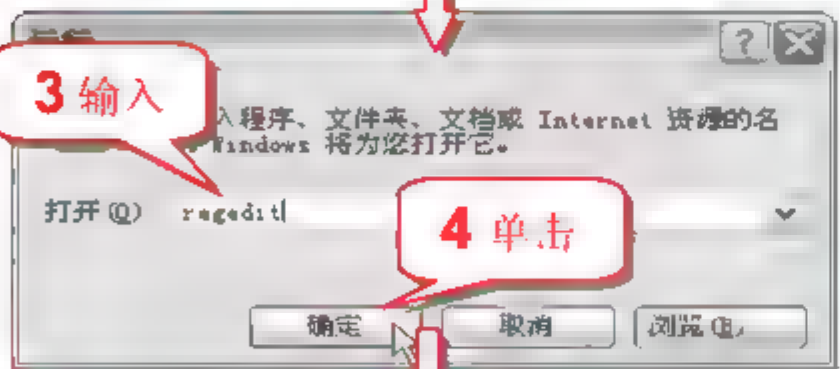 3 输入
入程序、文件夹、文档或 Internet 资源的名
Windows 将为您打开它。
打开(O)
regedit
4 单击
确定
取消
浏览(B)